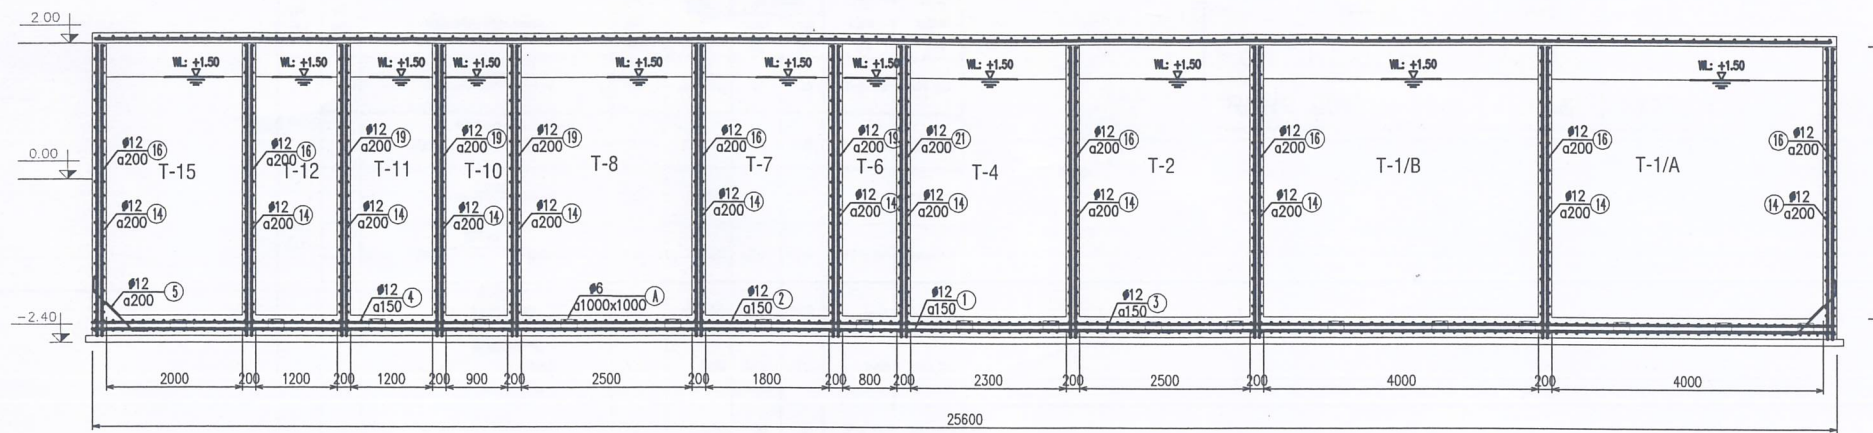 2.00
WL: +1.50 WL: +1.50 WL: +1.50 WL: +1.50 WL: +1.50 WL: +1.50 WL: +1.50 WL: +1.50 WL: +1.50 WL: +1.50 WL: +1.50
ø12 a200 16 ø12 a200 16 ø12 a200 19 ø12 a200 19 ø12 a200 19 ø12 a200 16 ø12 a200 19 ø12 a200 21 ø12 a200 16 ø12 a200 16 ø12 a200 16 16 ø12 a200
0.00
T-15 T-12 T-11 T-10 T-8 T-7 T-6 T-4 T-2 T-1/B T-1/A
ø12 a200 14 ø12 a200 14 ø12 a200 14 ø12 a200 14 ø12 a200 14 ø12 a200 14 ø12 a200 14 ø12 a200 14 ø12 a200 14 ø12 a200 14 ø12 a200 14 14 ø12 a200
ø12 a200 5 ø12 a150 4 ø6 a1000x1000 A ø12 a150 2 ø12 a150 1 ø12 a150 3
-2.40
2000 200 1200 200 1200 200 900 200 2500 200 1800 200 800 200 2300 200 2500 200 4000 200 4000
25600